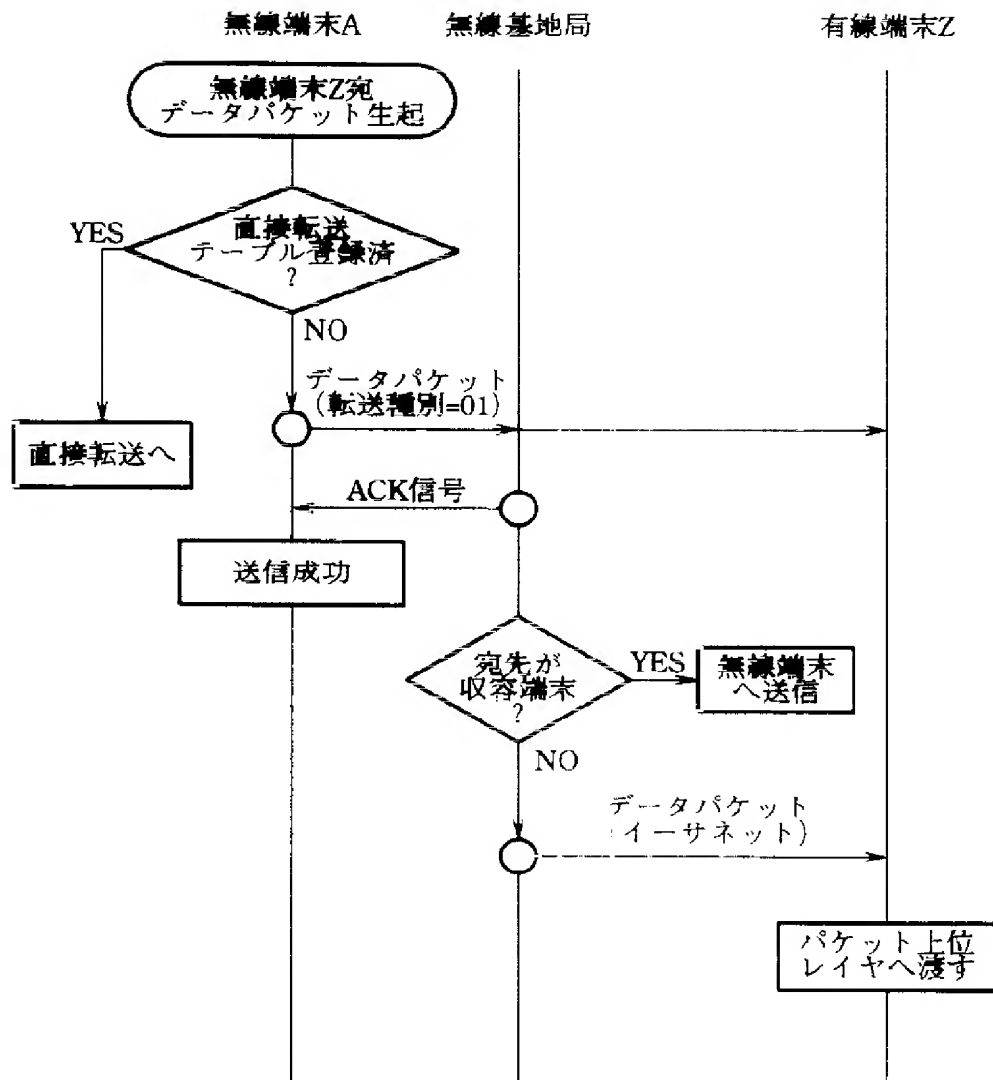 無線端末A
無線基地局
有線端末Z
無線端末Z宛
データパケット生起
直接転送
テーブル登録済
?
YES
NO
データパケット
(転送種別=01)
直接転送へ
ACK信号
送信成功
宛先が
収容端末
?
YES
無線端末
へ送信
NO
データパケット
(イーサネット)
パケット上位
レイヤへ渡す